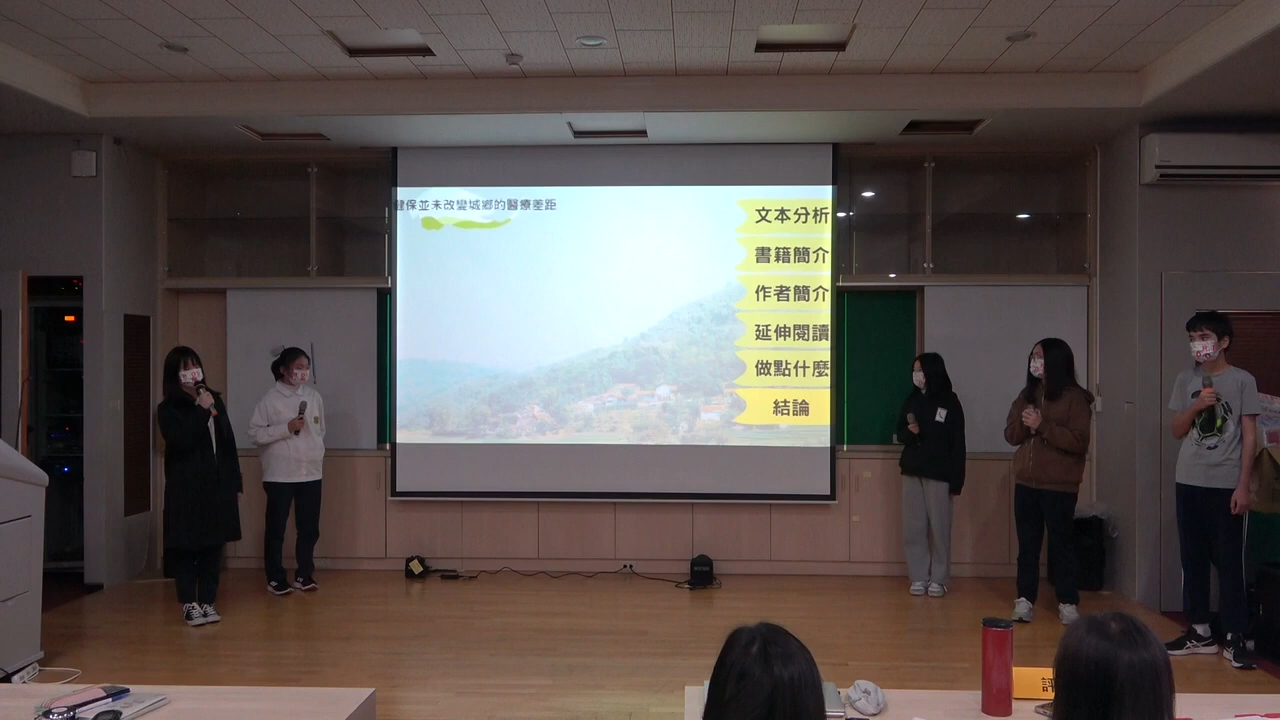 健保並未改變城鄉的醫療差距
文本分析
書籍簡介
作者簡介
延伸閱讀
做點什麼
結論
評